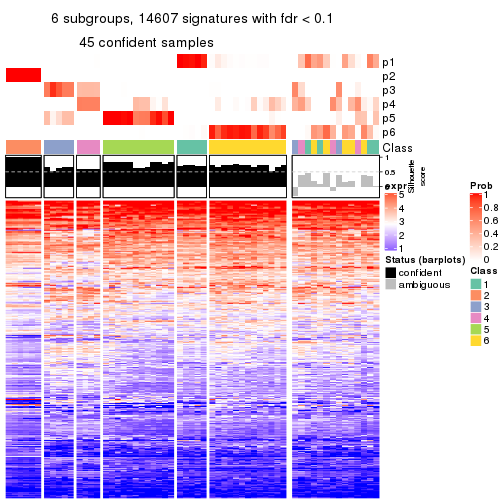 6 subgroups, 14607 signatures with fdr < 0.1
45 confident samples
p1
p2
p3
p4
p5
p6
Class
1
0.5
0
Silhouette
score
expr
5
4
3
2
1
Status (barplots)
confident
ambiguous
Prob
1
0.8
0.6
0.4
0.2
0
Class
1
2
3
4
5
6